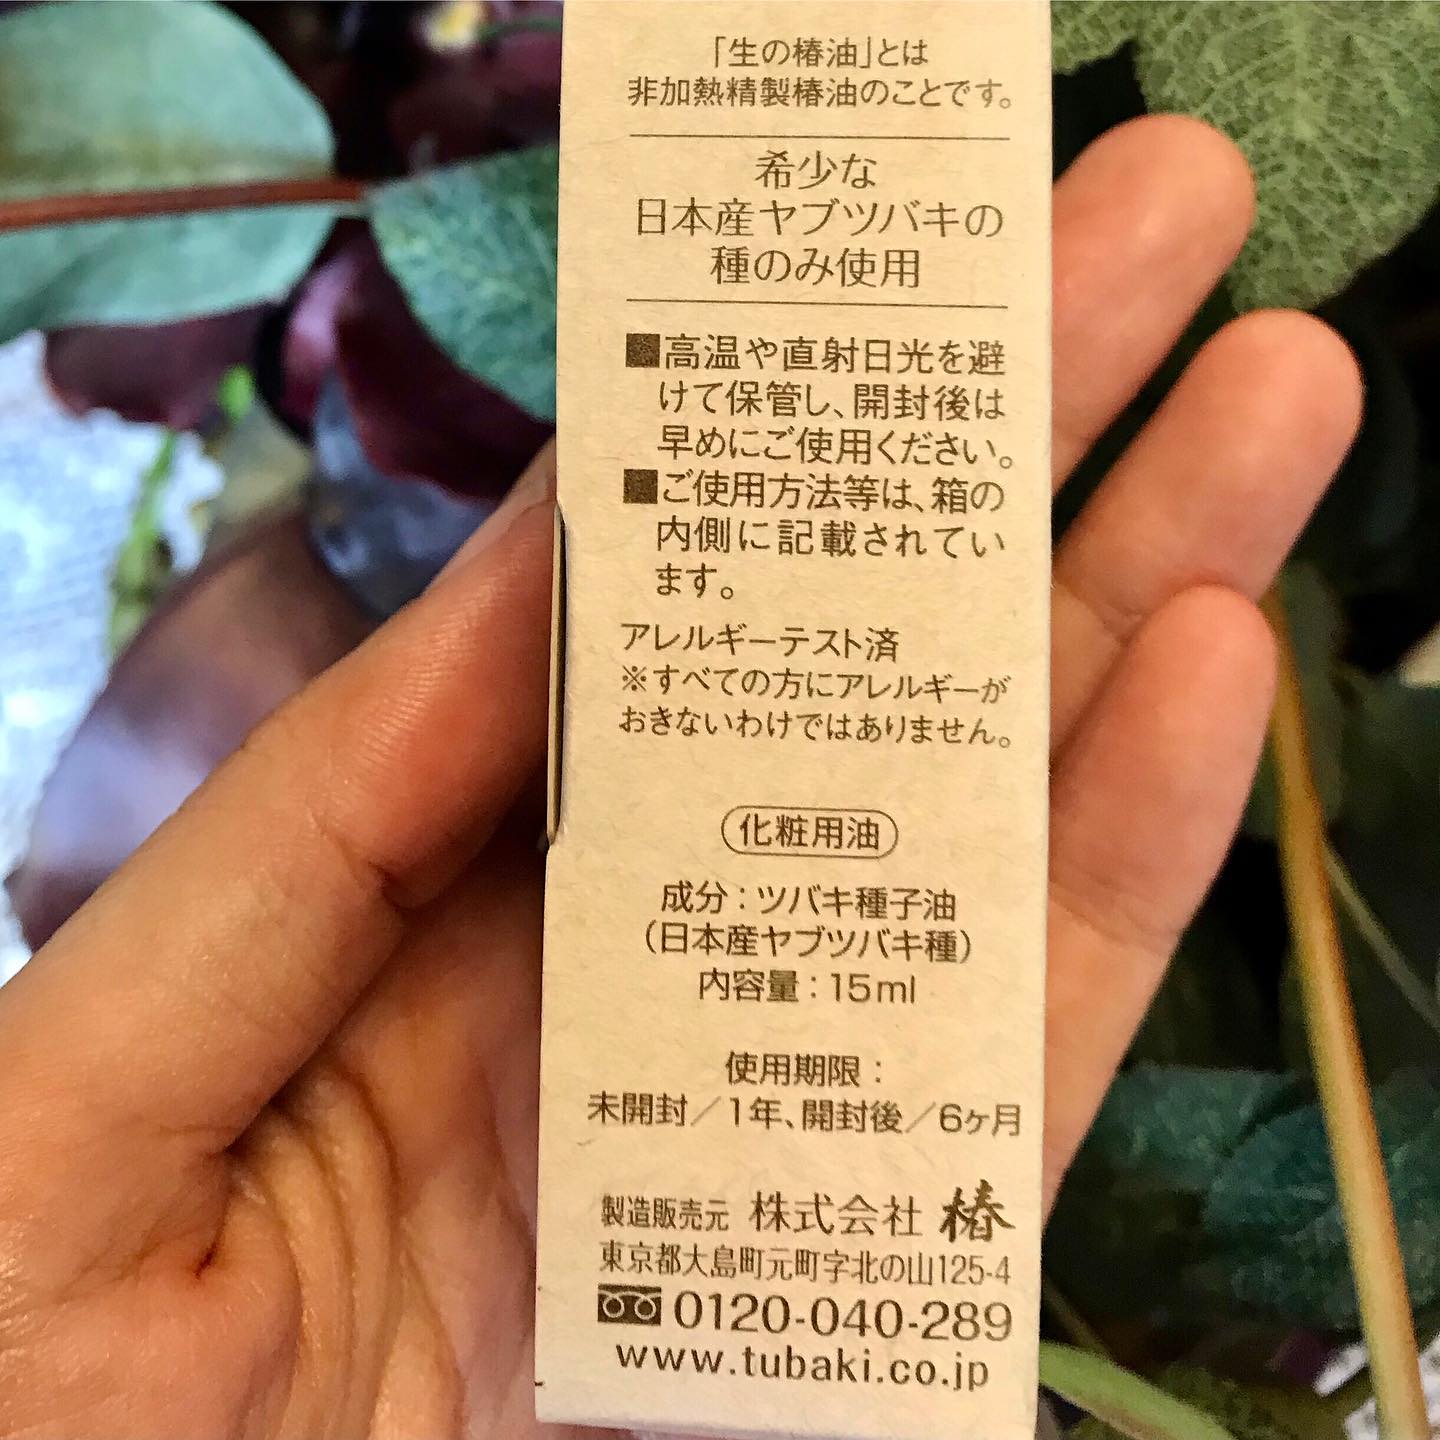 「生の椿油」とは
非加熱精製椿油のことです。
希少な
日本産ヤブツバキの
種のみ使用
■高温や直射日光を避
けて保管し、開封後は
早めにご使用ください。
■ご使用方法等は、箱の
内側に記載されてい
ます。
アレルギーテスト済
※すべての方にアレルギーが
おきないわけではありません。
化粧用油
成分：ツバキ種子油
（日本産ヤブツバキ種）
内容量：15ml
使用期限：
未開封／1年、開封後／6ヶ月
製造販売元 株式会社 椿
東京都大島町元町字北の山125-4
0120-040-289
www.tubaki.co.jp